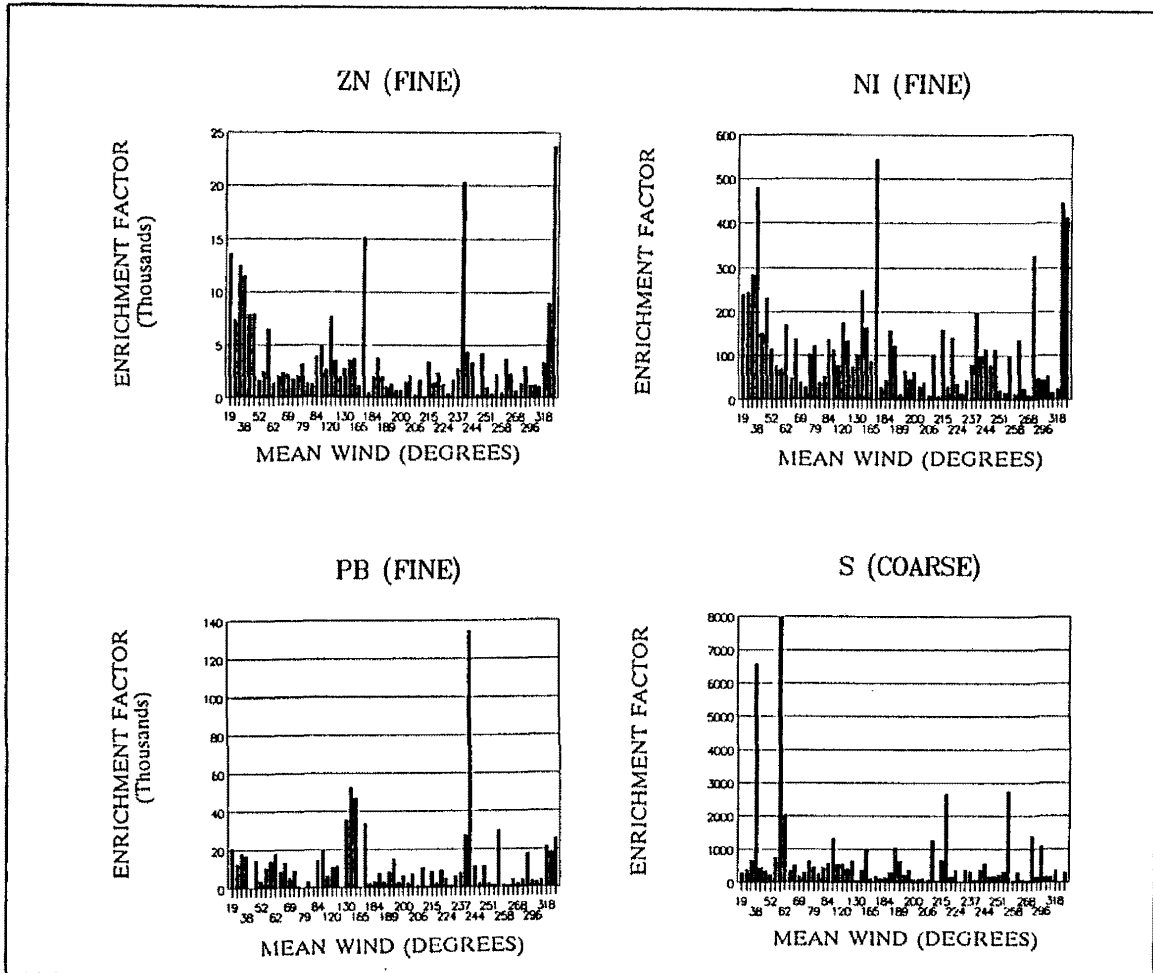 ZN (FINE)
ENRICHMENT FACTOR
(Thousands)
25
20
15
10
5
0
19 52 69 84 130 184 200 215 237 251 268 318
38 62 79 120 165 189 206 224 244 258 296
MEAN WIND (DEGREES)
NI (FINE)
ENRICHMENT FACTOR
600
500
400
300
200
100
0
19 52 69 84 130 184 200 215 237 251 268 318
38 62 79 120 165 189 206 224 244 258 296
MEAN WIND (DEGREES)
PB (FINE)
ENRICHMENT FACTOR
(Thousands)
140
120
100
80
60
40
20
0
19 52 69 84 130 184 200 215 237 251 268 318
38 62 79 120 165 189 206 224 244 258 296
MEAN WIND (DEGREES)
S (COARSE)
ENRICHMENT FACTOR
8000
7000
6000
5000
4000
3000
2000
1000
0
19 52 69 84 130 184 200 215 237 251 268 318
38 62 79 120 165 189 206 224 244 258 296
MEAN WIND (DEGREES)